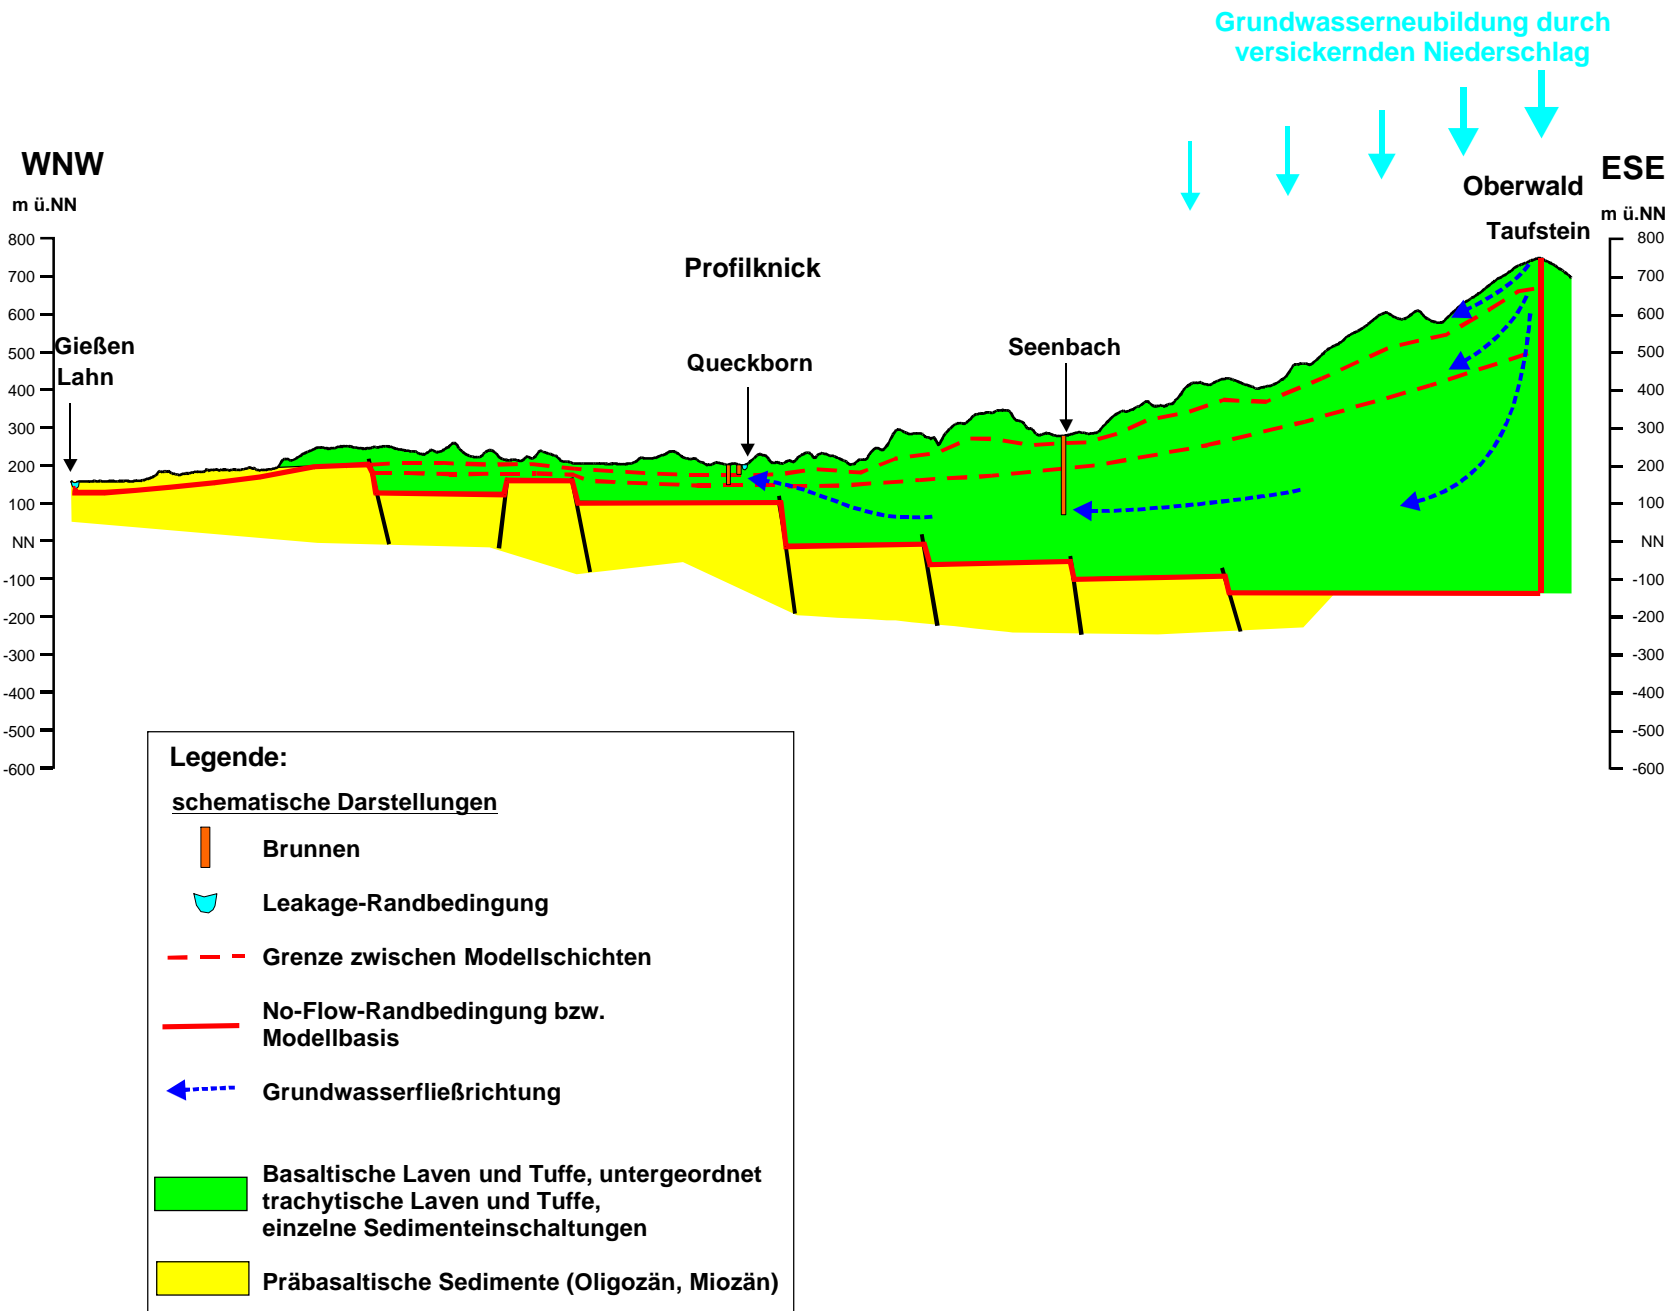 Grundwasserneubildung durch
versickernden Niederschlag
WNW
ESE
Oberwald
m ü.NN
m ü.NN
Taufstein
Profilknick
Gießen
Lahn
Queckborn
Seenbach
800
700
600
500
400
300
200
100
NN
-100
-200
-300
-400
-500
-600
800
700
600
500
400
300
200
100
NN
-100
-200
-300
-400
-500
-600
Legende:
schematische Darstellungen
Brunnen
Leakage-Randbedingung
Grenze zwischen Modellschichten
No-Flow-Randbedingung bzw.
Modellbasis
Grundwasserfließrichtung
Basaltische Laven und Tuffe, untergeordnet
trachytische Laven und Tuffe,
einzelne Sedimenteinschaltungen
Präbasaltische Sedimente (Oligozän, Miozän)